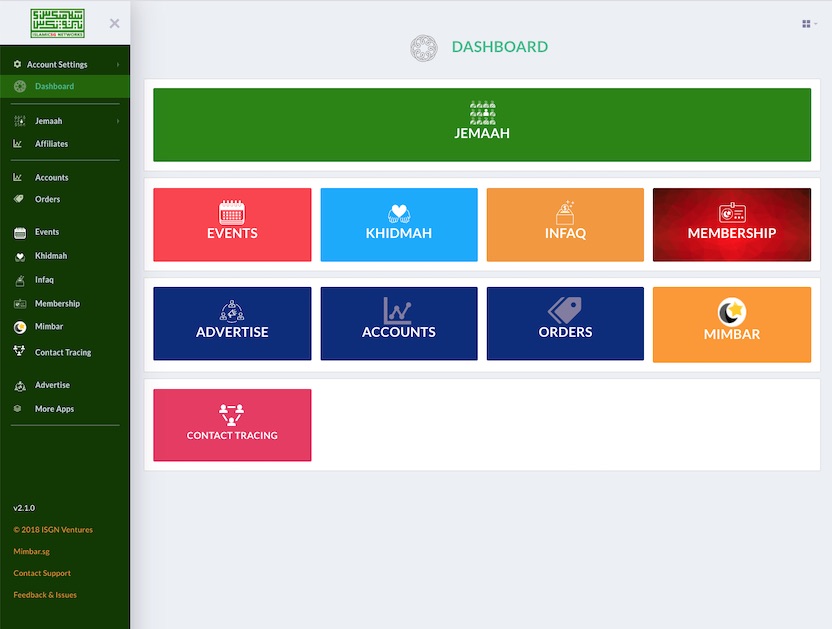 ISLAMICSG NETWORKS
Account Settings
Dashboard
Jemaah
Affiliates
Accounts
Orders
Events
Khidmah
Infaq
Membership
Mimbar
Contact Tracing
Advertise
More Apps
v2.1.0
© 2018 ISGN Ventures
Mimbar.sg
Contact Support
Feedback & Issues
DASHBOARD
JEMAAH
EVENTS
KHIDMAH
INFAQ
MEMBERSHIP
ADVERTISE
ACCOUNTS
ORDERS
MIMBAR
CONTACT TRACING